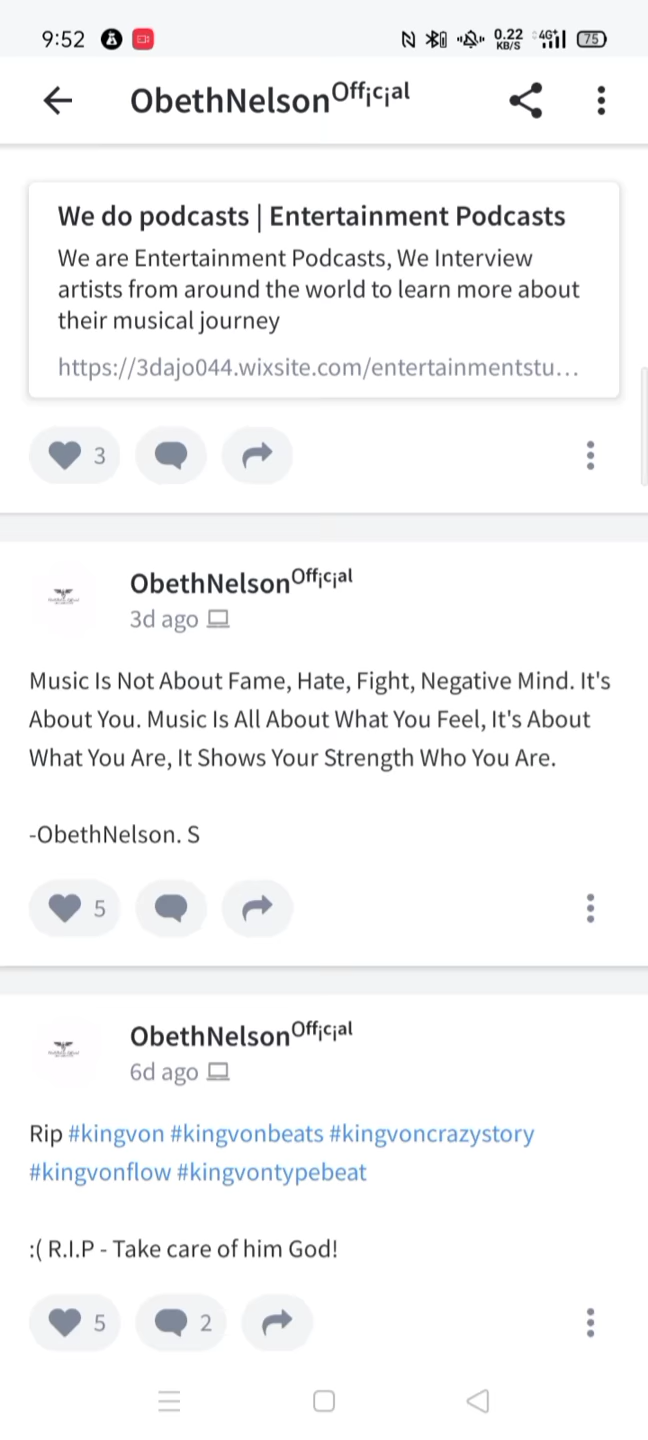 9:52
0.22 KB/S 4G+ 75
ObethNelsonOfficial
We do podcasts | Entertainment Podcasts
We are Entertainment Podcasts, We Interview
artists from around the world to learn more about
their musical journey
https://3dajo044.wixsite.com/entertainmentstu...
3
ObethNelsonOfficial
3d ago
Music Is Not About Fame, Hate, Fight, Negative Mind. It's
About You. Music Is All About What You Feel, It's About
What You Are, It Shows Your Strength Who You Are.
-ObethNelson. S
5
ObethNelsonOfficial
6d ago
Rip #kingvon #kingvonbeats #kingvoncrazystory
#kingvonflow #kingvontypebeat
:( R.I.P - Take care of him God!
5 2